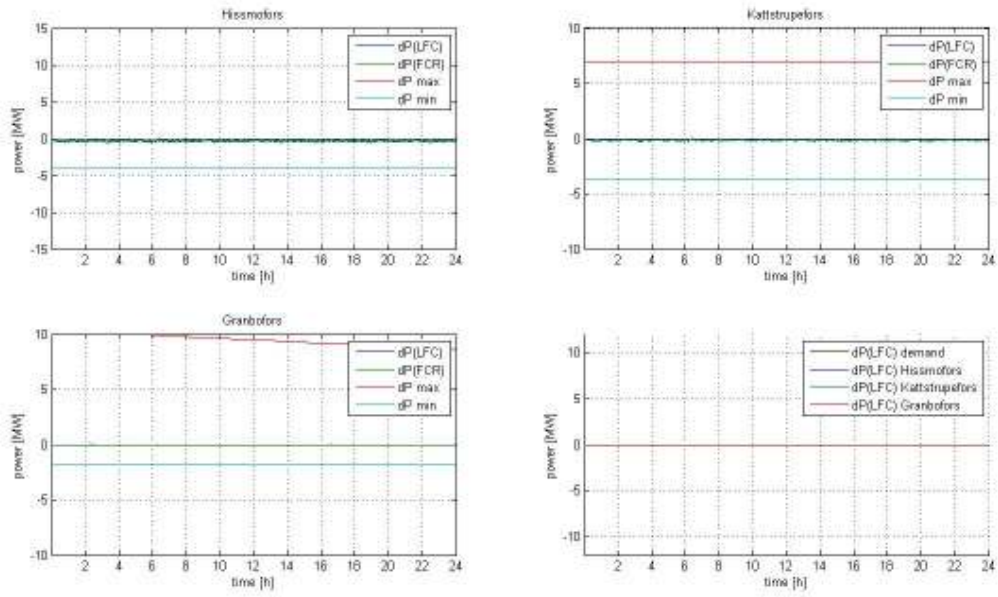 Hissmofors
15
10
5
0
-5
-10
-15
power [MW]
dP(LFC)
dP(FCR)
dP max
dP min
2 4 6 8 10 12 14 16 18 20 22 24
time [h]
Kattstrupefors
10
5
0
-5
-10
power [MW]
dP(LFC)
dP(FCR)
dP max
dP min
2 4 6 8 10 12 14 16 18 20 22 24
time [h]
Granbofors
10
5
0
-5
-10
power [MW]
dP(LFC)
dP(FCR)
dP max
dP min
2 4 6 8 10 12 14 16 18 20 22 24
time [h]
10
5
0
-5
-10
power [MW]
dP(LFC) demand
dP(LFC) Hissmofors
dP(LFC) Kattstrupefors
dP(LFC) Granbofors
2 4 6 8 10 12 14 16 18 20 22 24
time [h]